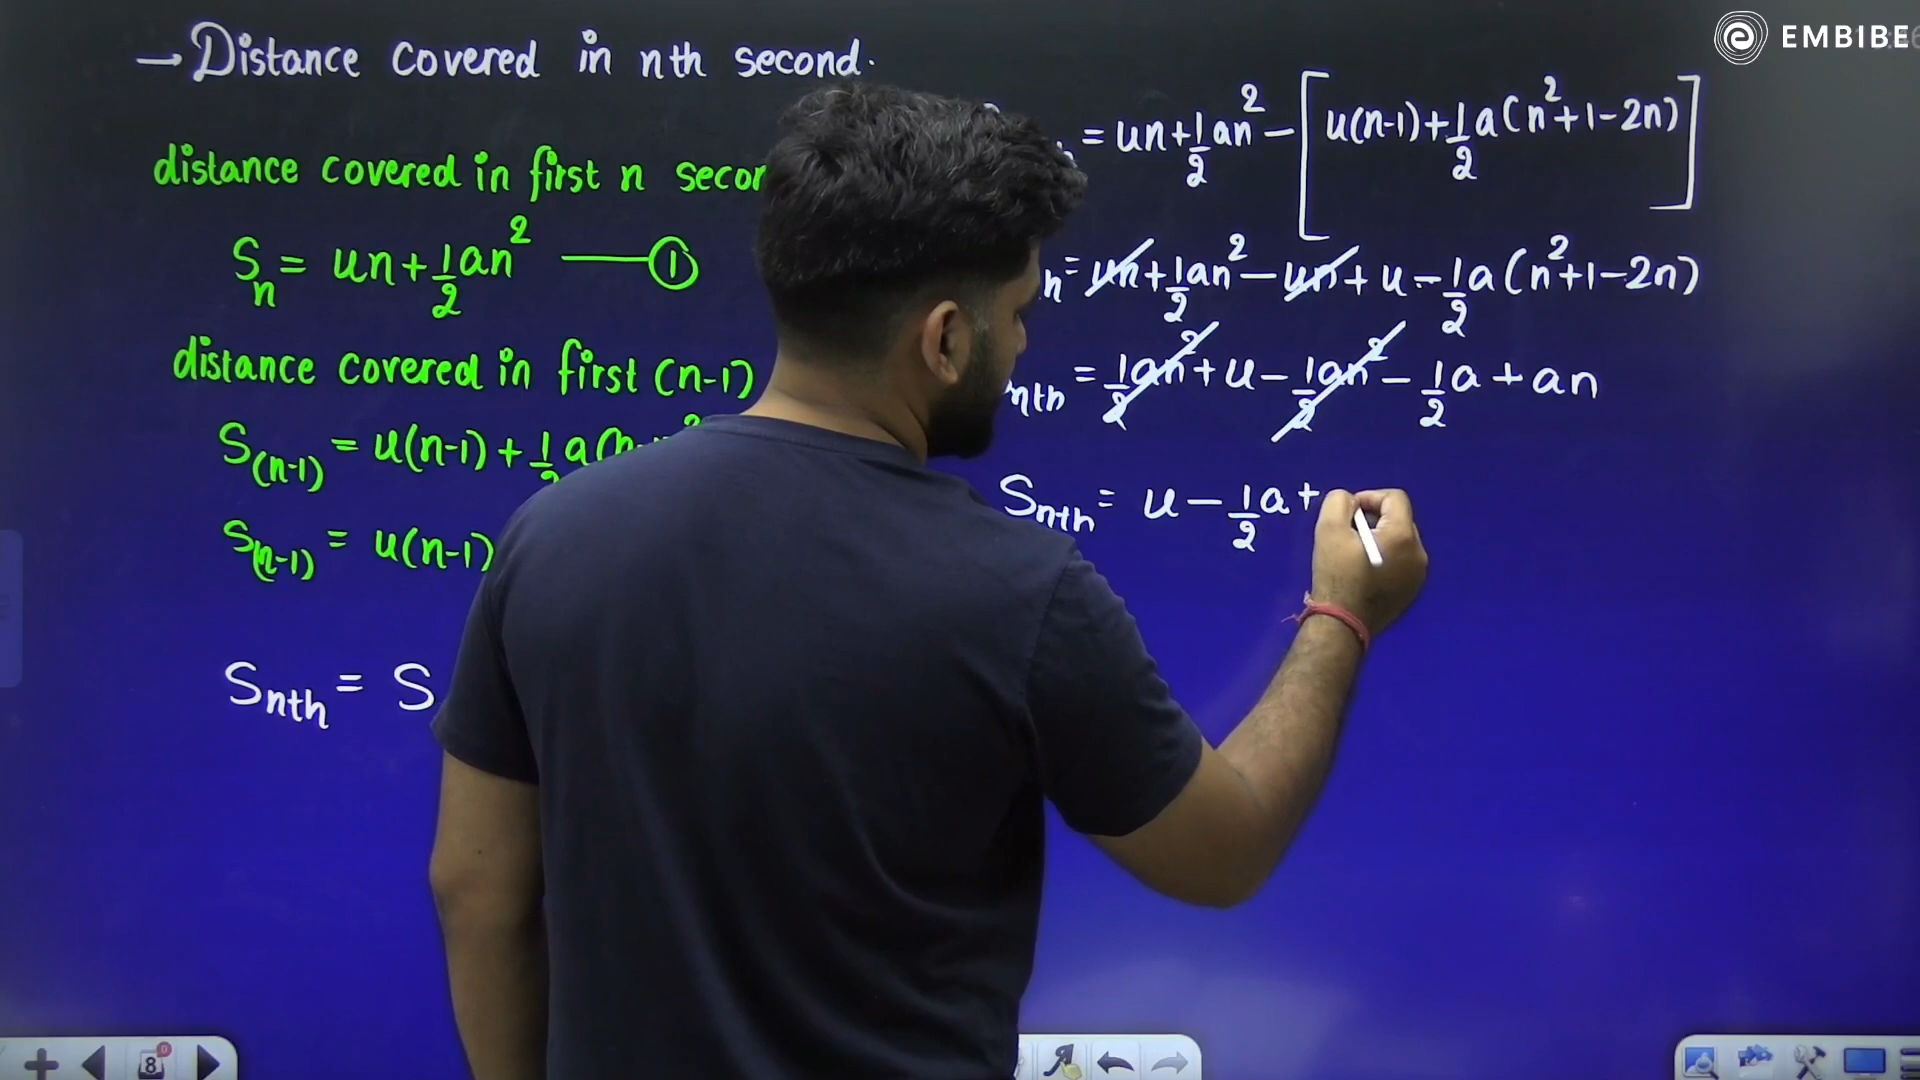 → Distance covered in nth second.
distance covered in first n
Sn = un + 1/2 an² —— ①
distance covered in first (n-1)
S(n-1) = u(n-1) + 1/2 a(n-
S(n-1) = u(n-1)
Snth = S
= un + 1/2 an² - [u(n-1) + 1/2 a(n²+1-2n)]
= un + 1/2 an² - un + u - 1/2 a(n²+1-2n)
nth = 1/2 an² + u - 1/2 an² - 1/2 a + an
Snth = u - 1/2 a +
EMBIBE
8